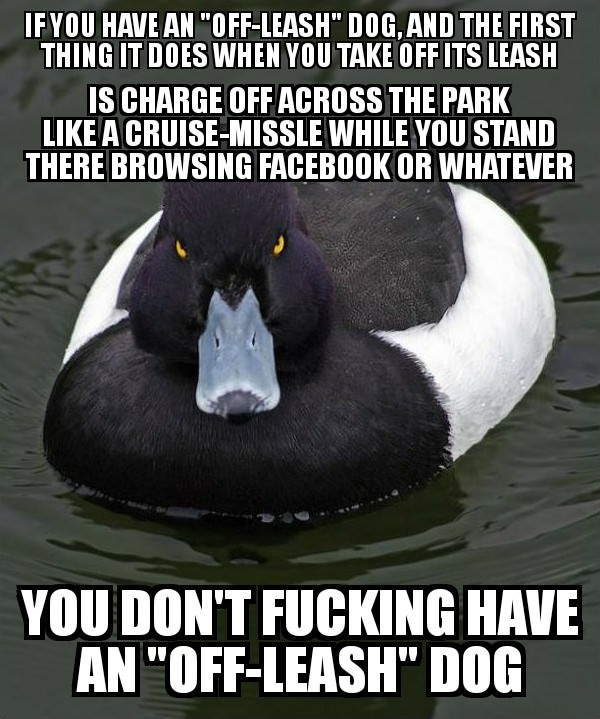 IF YOU HAVE AN "OFF-LEASH" DOG, AND THE FIRST
THING IT DOES WHEN YOU TAKE OFF ITS LEASH
IS CHARGE OFF ACROSS THE PARK
LIKE A CRUISE-MISSLE WHILE YOU STAND
THERE BROWSING FACEBOOK OR WHATEVER
YOU DON'T FUCKING HAVE
AN "OFF-LEASH" DOG